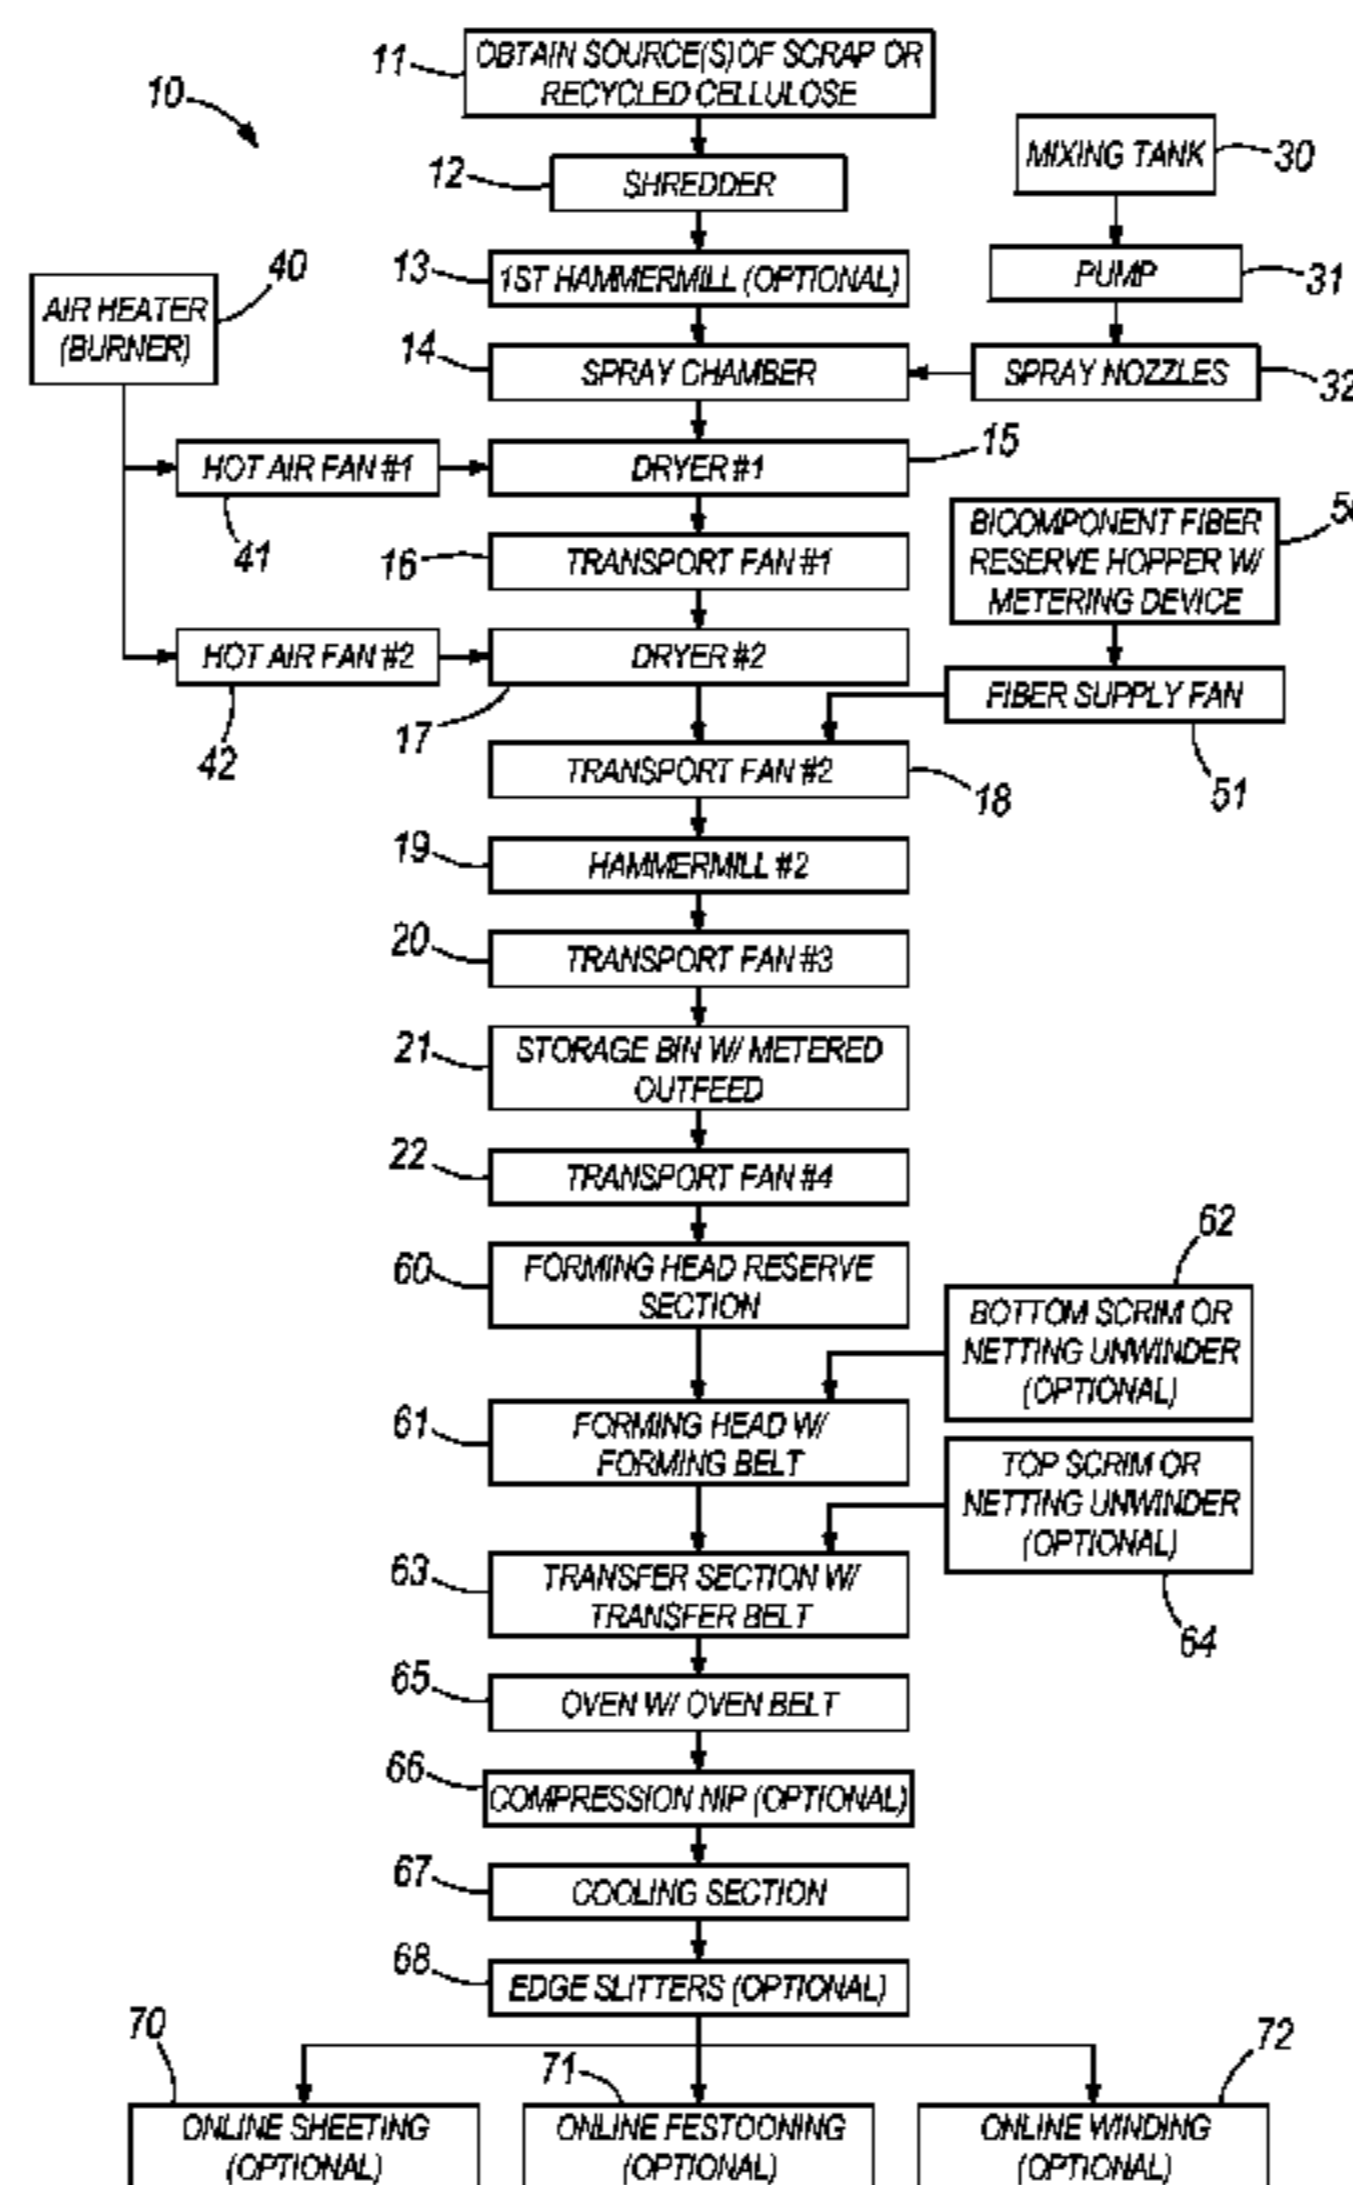 11
OBTAIN SOURCE(S) OF SCRAP OR
RECYCLED CELLULOSE
10
MIXING TANK
30
12
SHREDDER
13
1ST HAMMERMILL (OPTIONAL)
PUMP
31
40
AIR HEATER
(BURNER)
14
SPRAY CHAMBER
SPRAY NOZZLES
32
HOT AIR FAN #1
41
DRYER #1
15
BICOMPONENT FIBER
RESERVE HOPPER W/
METERING DEVICE
16
TRANSPORT FAN #1
HOT AIR FAN #2
42
DRYER #2
17
FIBER SUPPLY FAN
51
TRANSPORT FAN #2
18
19
HAMMERMILL #2
20
TRANSPORT FAN #3
21
STORAGE BIN W/ METERED
OUTFEED
22
TRANSPORT FAN #4
60
FORMING HEAD RESERVE
SECTION
62
BOTTOM SCRIM OR
NETTING UNWINDER
(OPTIONAL)
61
FORMING HEAD W/
FORMING BELT
TOP SCRIM OR
NETTING UNWINDER
(OPTIONAL)
64
63
TRANSFER SECTION W/
TRANSFER BELT
65
OVEN W/ OVEN BELT
66
COMPRESSION NIP (OPTIONAL)
67
COOLING SECTION
68
EDGE SLITTERS (OPTIONAL)
70
ONLINE SHEETING
(OPTIONAL)
71
ONLINE FESTOONING
(OPTIONAL)
72
ONLINE WINDING
(OPTIONAL)